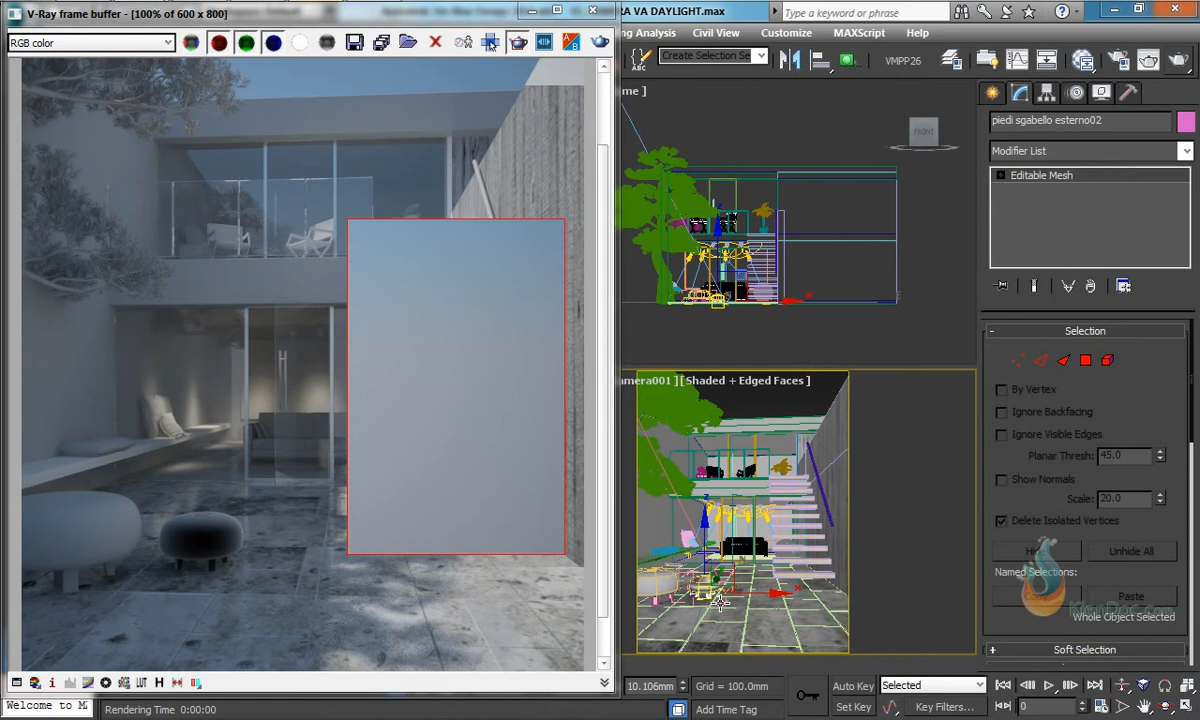 V-Ray frame buffer - [100% of 600 x 800]
RGB color
RA VA DAYLIGHT.max
Type a keyword or phrase
ng Analysis Civil View Customize MAXScript Help
ABC
Create Selection Se
VMPP26
me ]
FRONT
piedi sgabello esterno02
Modifier List
Editable Mesh
Selection
By Vertex
Ignore Backfacing
Ignore Visible Edges
Planar Thresh: 45.0
Show Normals
Scale: 20.0
Delete Isolated Vertices
Unhide All
Named Selections:
Paste
Whole Object Selected
Soft Selection
amera001 ][Shaded + Edged Faces ]
LUT H
Welcome to M
Rendering Time 0:00:00
10.106mm
Grid = 100.0mm
Add Time Tag
Auto Key
Selected
Set Key
Key Filters...
0